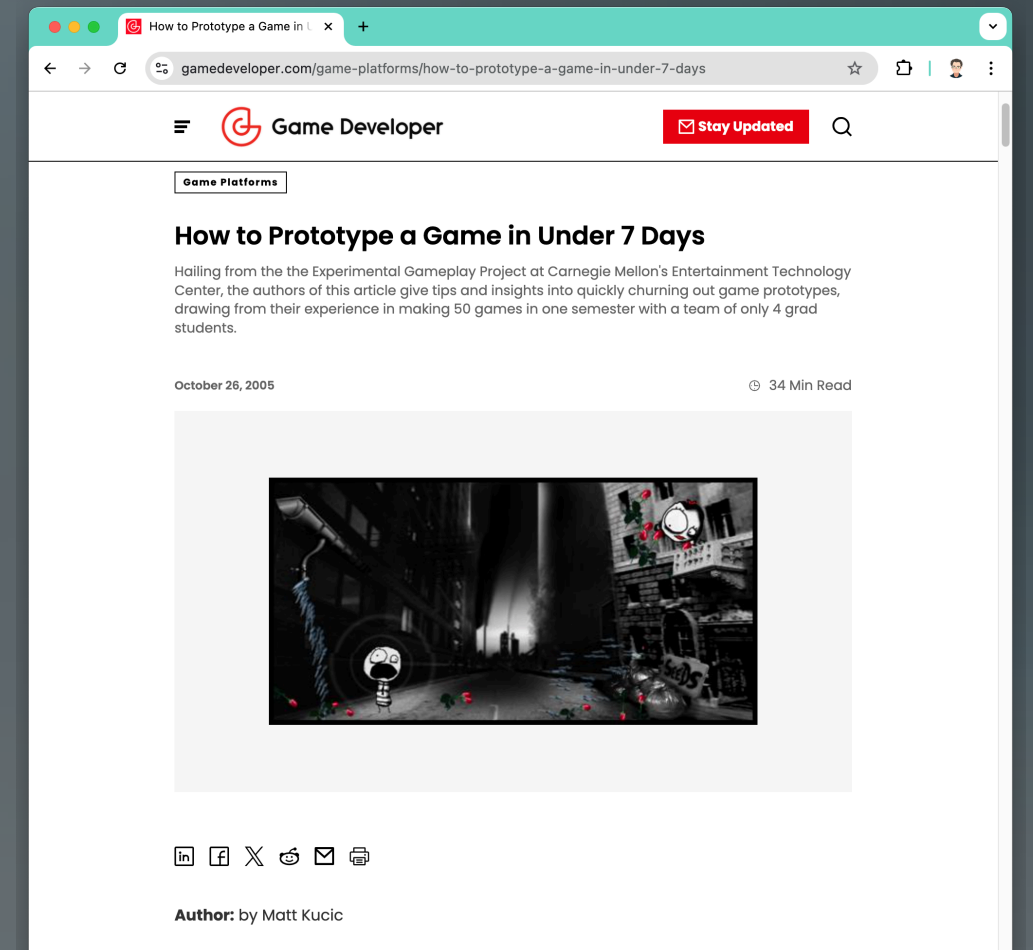 How to Prototype a Game in U
gamedeveloper.com/game-platforms/how-to-prototype-a-game-in-under-7-days
Game Developer
Stay Updated
Game Platforms
How to Prototype a Game in Under 7 Days
Hailing from the the Experimental Gameplay Project at Carnegie Mellon's Entertainment Technology
Center, the authors of this article give tips and insights into quickly churning out game prototypes,
drawing from their experience in making 50 games in one semester with a team of only 4 grad
students.
October 26, 2005
34 Min Read
SEEDS
Author: by Matt Kucic